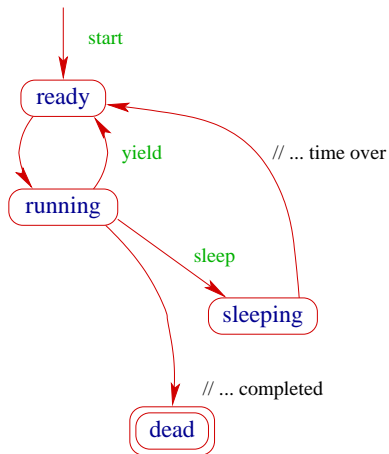 start
ready
yield
// ... time over
running
sleep
sleeping
// ... completed
dead